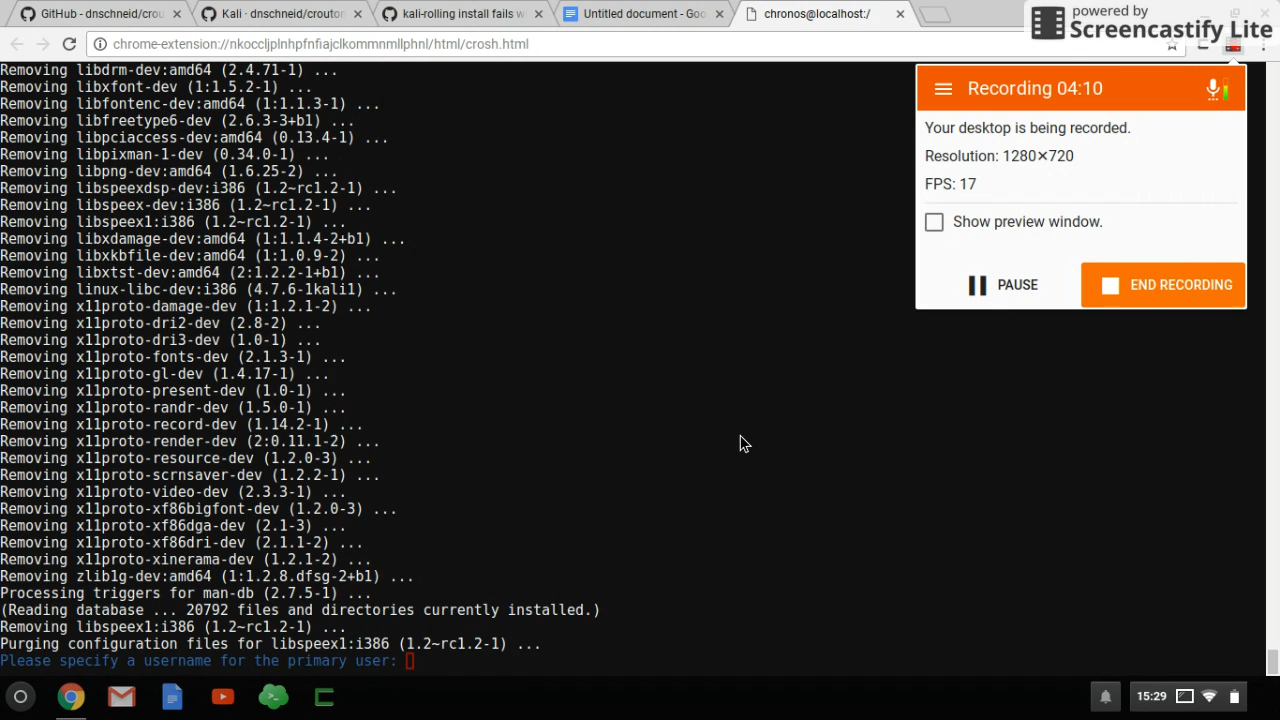 GitHub - dnschneid/crou
Kali · dnschneid/crouton
kali-rolling install fails w
Untitled document - Goo
chronos@localhost:/
powered by
Screencastify Lite
chrome-extension://nkoccljplnhpfnfiajclkommnmllphnl/html/crosh.html
Recording 04:10
Your desktop is being recorded.
Resolution: 1280×720
FPS: 17
Show preview window.
PAUSE
END RECORDING
Removing libdrm-dev:amd64 (2.4.71-1) ...
Removing libxfont-dev (1:1.5.2-1) ...
Removing libfontenc-dev:amd64 (1:1.1.3-1) ...
Removing libfreetype6-dev (2.6.3-3+b1) ...
Removing libpciaccess-dev:amd64 (0.13.4-1) ...
Removing libpixman-1-dev (0.34.0-1) ...
Removing libpng-dev:amd64 (1.6.25-2) ...
Removing libspeexdsp-dev:i386 (1.2~rc1.2-1) ...
Removing libspeex-dev:i386 (1.2~rc1.2-1) ...
Removing libspeex1:i386 (1.2~rc1.2-1) ...
Removing libxdamage-dev:amd64 (1:1.1.4-2+b1) ...
Removing libxkbfile-dev:amd64 (1:1.0.9-2) ...
Removing libxtst-dev:amd64 (2:1.2.2-1+b1) ...
Removing linux-libc-dev:i386 (4.7.6-1kali1) ...
Removing x11proto-damage-dev (1:1.2.1-2) ...
Removing x11proto-dri2-dev (2.8-2) ...
Removing x11proto-dri3-dev (1.0-1) ...
Removing x11proto-fonts-dev (2.1.3-1) ...
Removing x11proto-gl-dev (1.4.17-1) ...
Removing x11proto-present-dev (1.0-1) ...
Removing x11proto-randr-dev (1.5.0-1) ...
Removing x11proto-record-dev (1.14.2-1) ...
Removing x11proto-render-dev (2:0.11.1-2) ...
Removing x11proto-resource-dev (1.2.0-3) ...
Removing x11proto-scrnsaver-dev (1.2.2-1) ...
Removing x11proto-video-dev (2.3.3-1) ...
Removing x11proto-xf86bigfont-dev (1.2.0-3) ...
Removing x11proto-xf86dga-dev (2.1-3) ...
Removing x11proto-xf86dri-dev (2.1.1-2) ...
Removing x11proto-xinerama-dev (1.2.1-2) ...
Removing zlib1g-dev:amd64 (1:1.2.8.dfsg-2+b1) ...
Processing triggers for man-db (2.7.5-1) ...
(Reading database ... 20792 files and directories currently installed.)
Removing libspeex1:i386 (1.2~rc1.2-1) ...
Purging configuration files for libspeex1:i386 (1.2~rc1.2-1) ...
Please specify a username for the primary user:
15:29